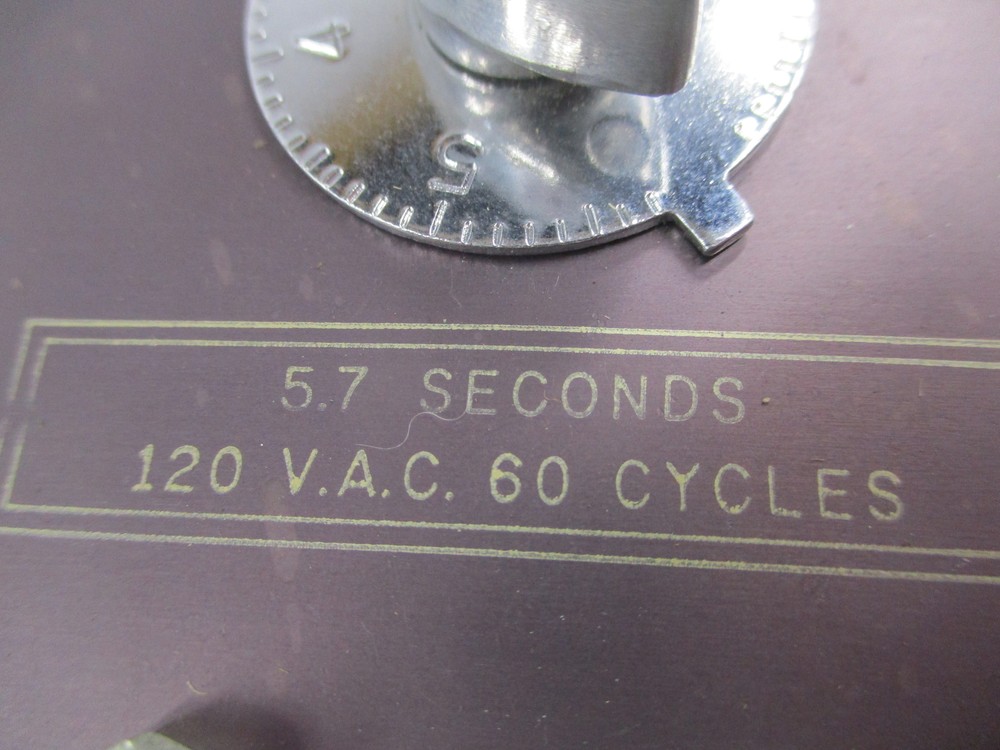 4
5
5.7 SECONDS
120 V.A.C. 60 CYCLES